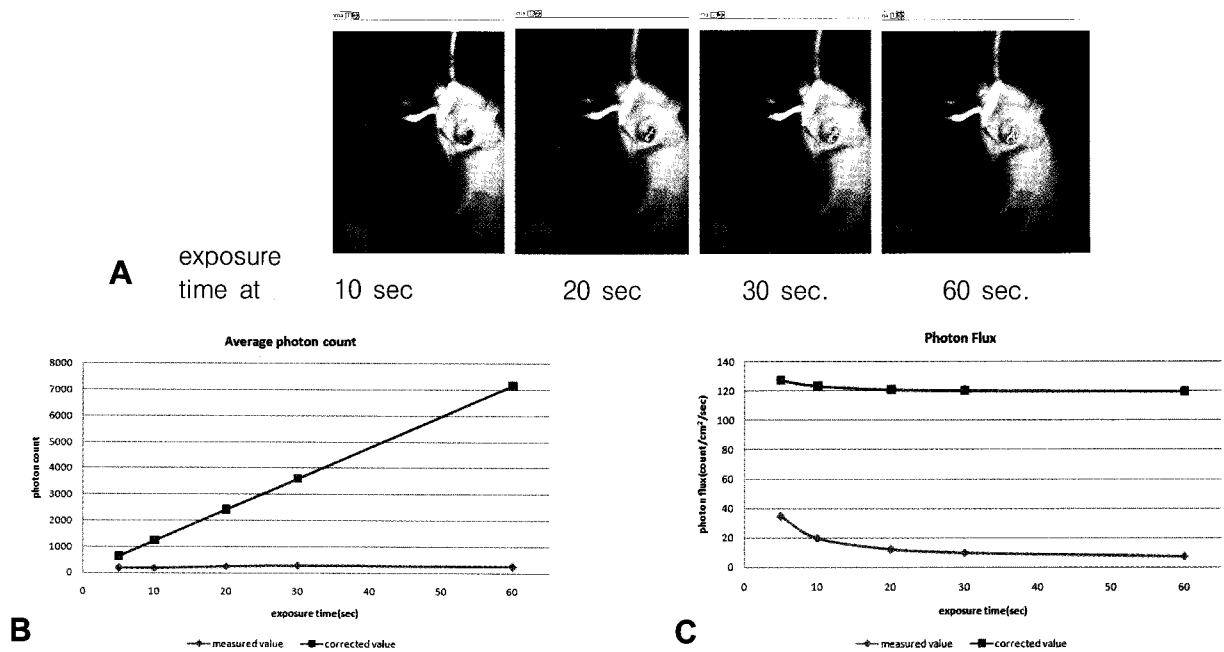 A
exposure
time at
10 sec
20 sec
30 sec.
60 sec.
Average photon count
8000
7000
6000
5000
4000
3000
2000
1000
0
photon count
0 10 20 30 40 50 60
exposure time(sec)
measured value
corrected value
B
Photon Flux
140
120
100
80
60
40
20
0
photon flux(count/cm²/sec)
0 10 20 30 40 50 60
exposure time(sec)
measured value
corrected value
C